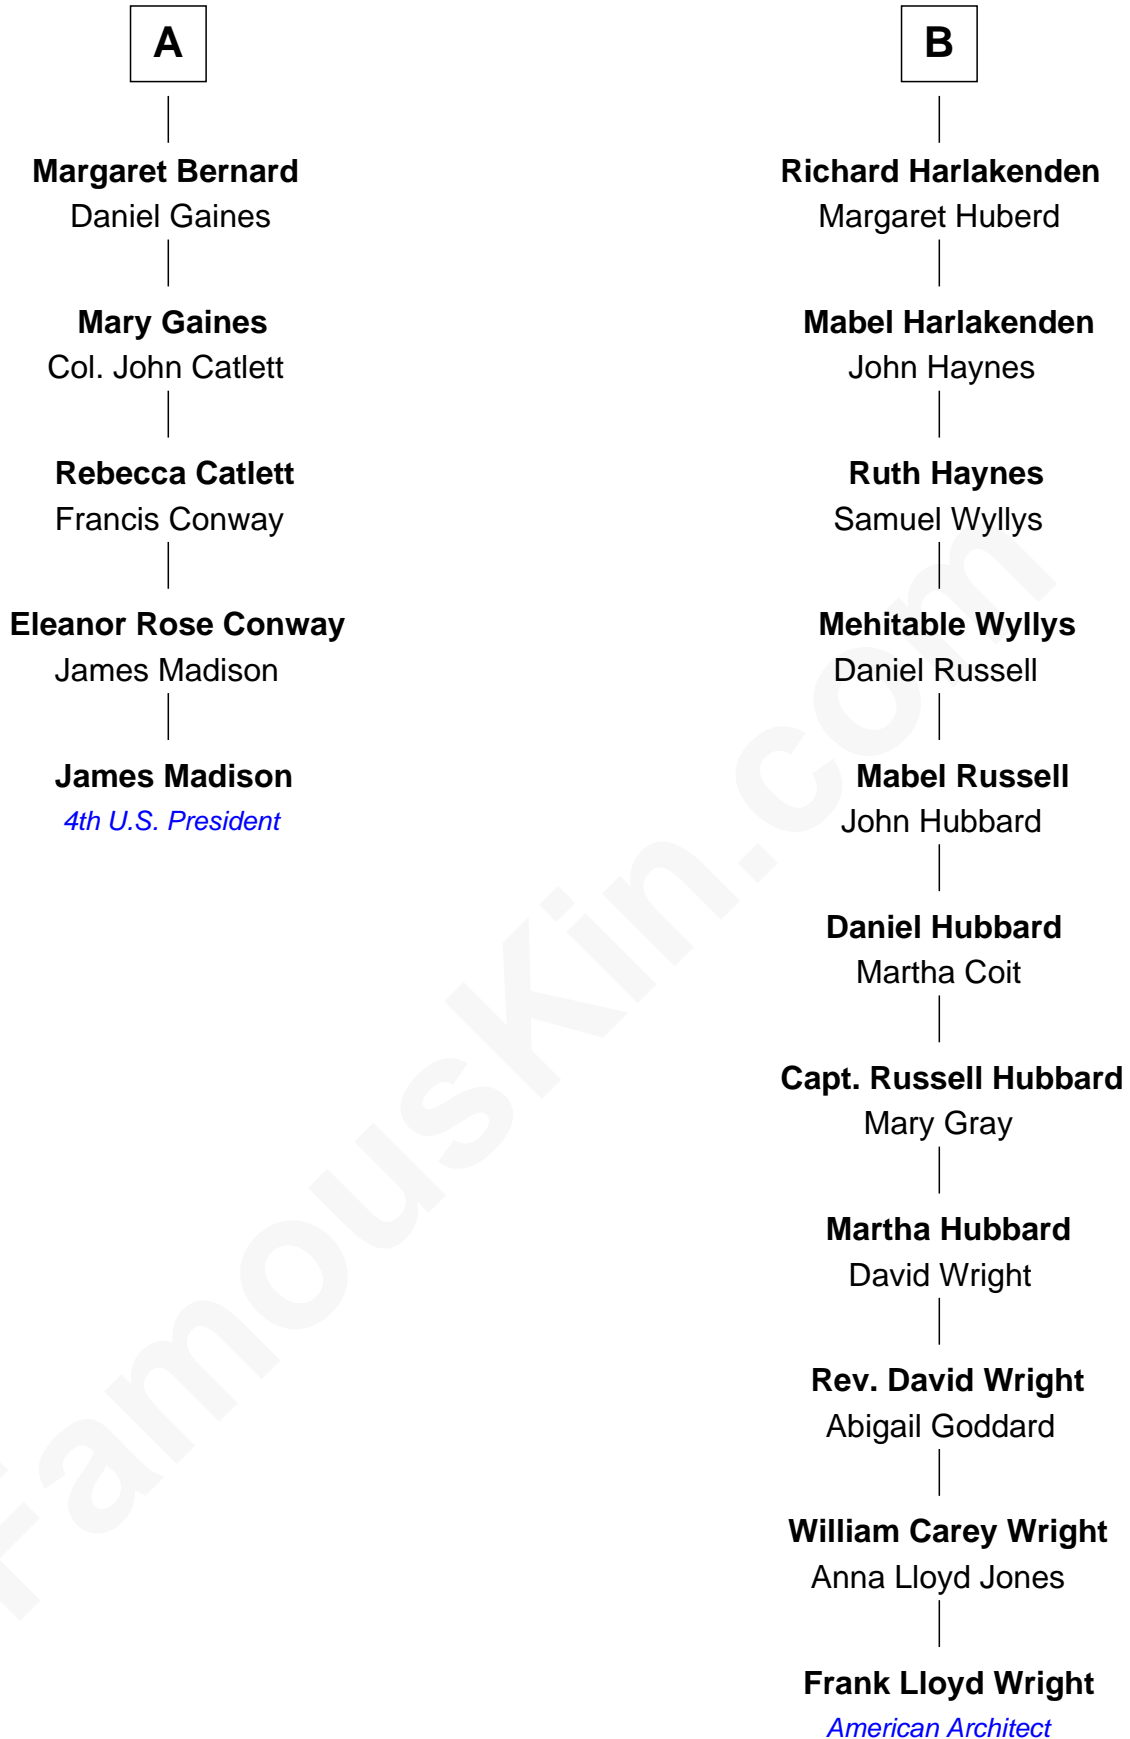 A
Margaret Bernard
Daniel Gaines
Mary Gaines
Col. John Catlett
Rebecca Catlett
Francis Conway
Eleanor Rose Conway
James Madison
James Madison
4th U.S. President
B
Richard Harlakenden
Margaret Huberd
Mabel Harlakenden
John Haynes
Ruth Haynes
Samuel Wyllys
Mehitable Wyllys
Daniel Russell
Mabel Russell
John Hubbard
Daniel Hubbard
Martha Coit
Capt. Russell Hubbard
Mary Gray
Martha Hubbard
David Wright
Rev. David Wright
Abigail Goddard
William Carey Wright
Anna Lloyd Jones
Frank Lloyd Wright
American Architect
FamousKin.com